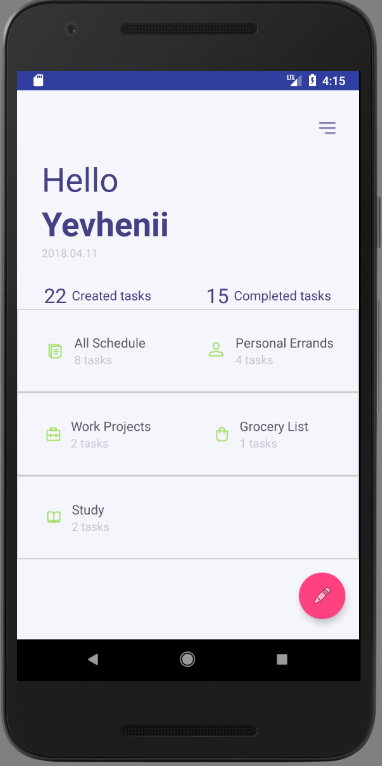 LTE 4:15
Hello
Yevhenii
2018.04.11
22 Created tasks 15 Completed tasks
All Schedule Personal Errands
8 tasks 4 tasks
Work Projects Grocery List
2 tasks 1 tasks
Study
2 tasks